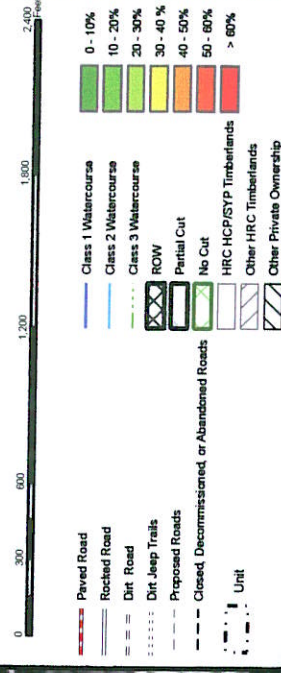 0 300 600 1,200 1,800 2,400
Feet
Paved Road
Rocked Road
Dirt Road
Dirt Jeep Trails
Proposed Roads
Closed, Decommissioned, or Abandoned Roads
Unit
Class 1 Watercourse
Class 2 Watercourse
Class 3 Watercourse
ROW
Partial Cut
No Cut
HRC HCP/SYP Timberlands
Other HRC Timberlands
Other Private Ownership
0 - 10%
10 - 20%
20 - 30%
30 - 40 %
40 - 50%
50 - 60%
> 60%